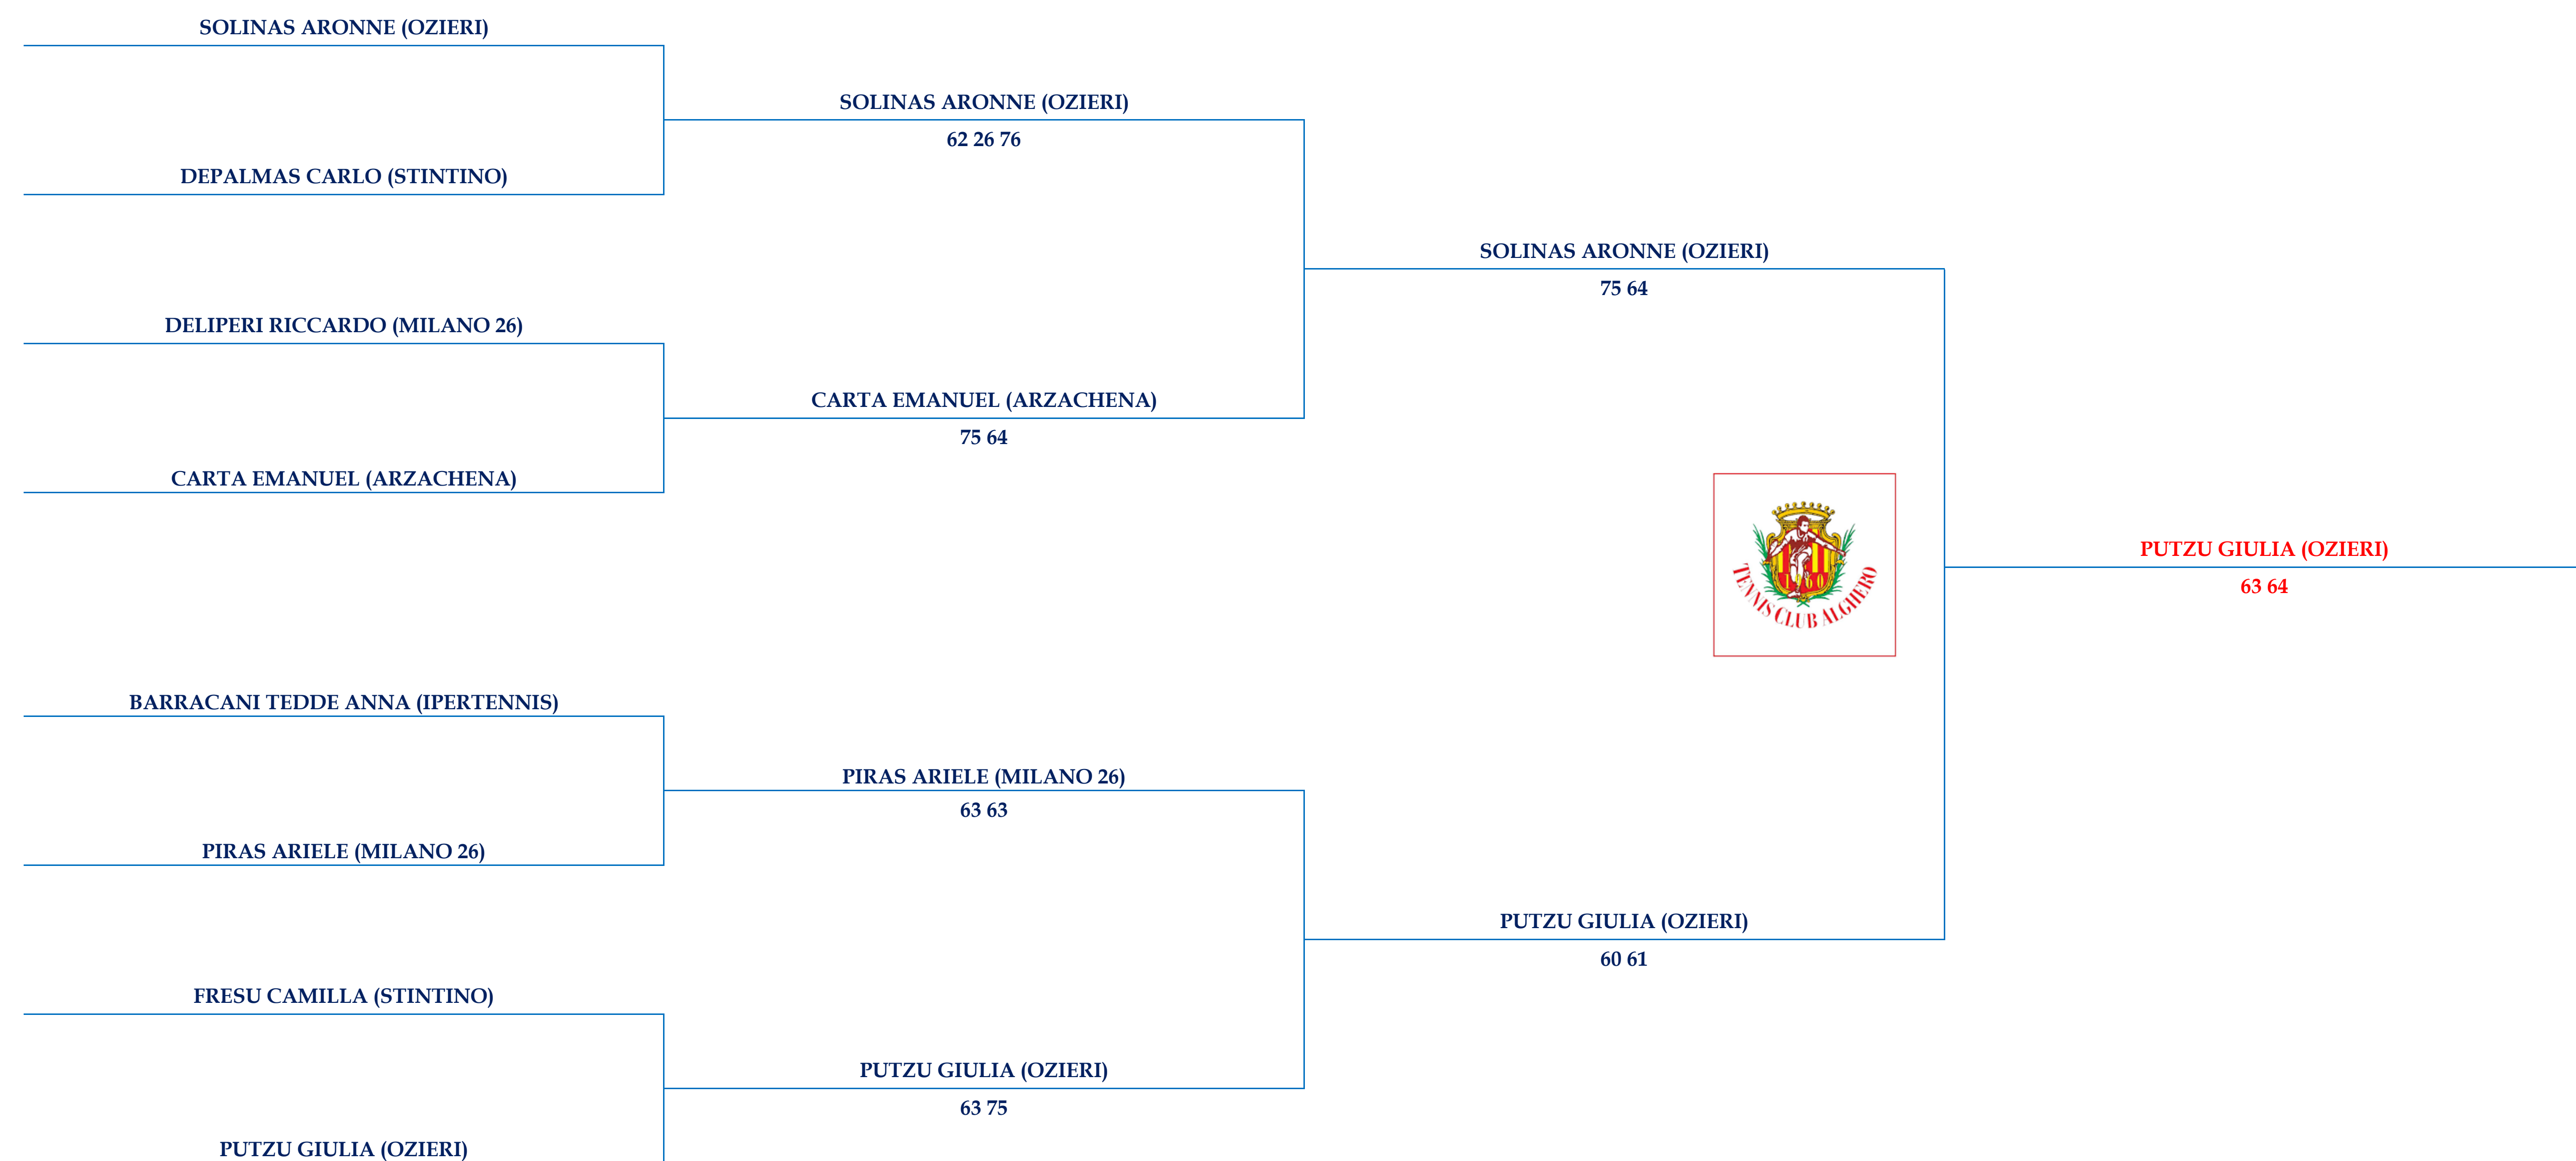 SOLINAS ARONNE (OZIERI)
SOLINAS ARONNE (OZIERI)
62 26 76
DEPALMAS CARLO (STINTINO)
SOLINAS ARONNE (OZIERI)
75 64
DELIPERI RICCARDO (MILANO 26)
CARTA EMANUEL (ARZACHENA)
75 64
CARTA EMANUEL (ARZACHENA)
TENNIS CLUB ALGHERO
PUTZU GIULIA (OZIERI)
63 64
BARRACANI TEDDE ANNA (IPERTENNIS)
PIRAS ARIELE (MILANO 26)
63 63
PIRAS ARIELE (MILANO 26)
PUTZU GIULIA (OZIERI)
60 61
FRESU CAMILLA (STINTINO)
PUTZU GIULIA (OZIERI)
63 75
PUTZU GIULIA (OZIERI)